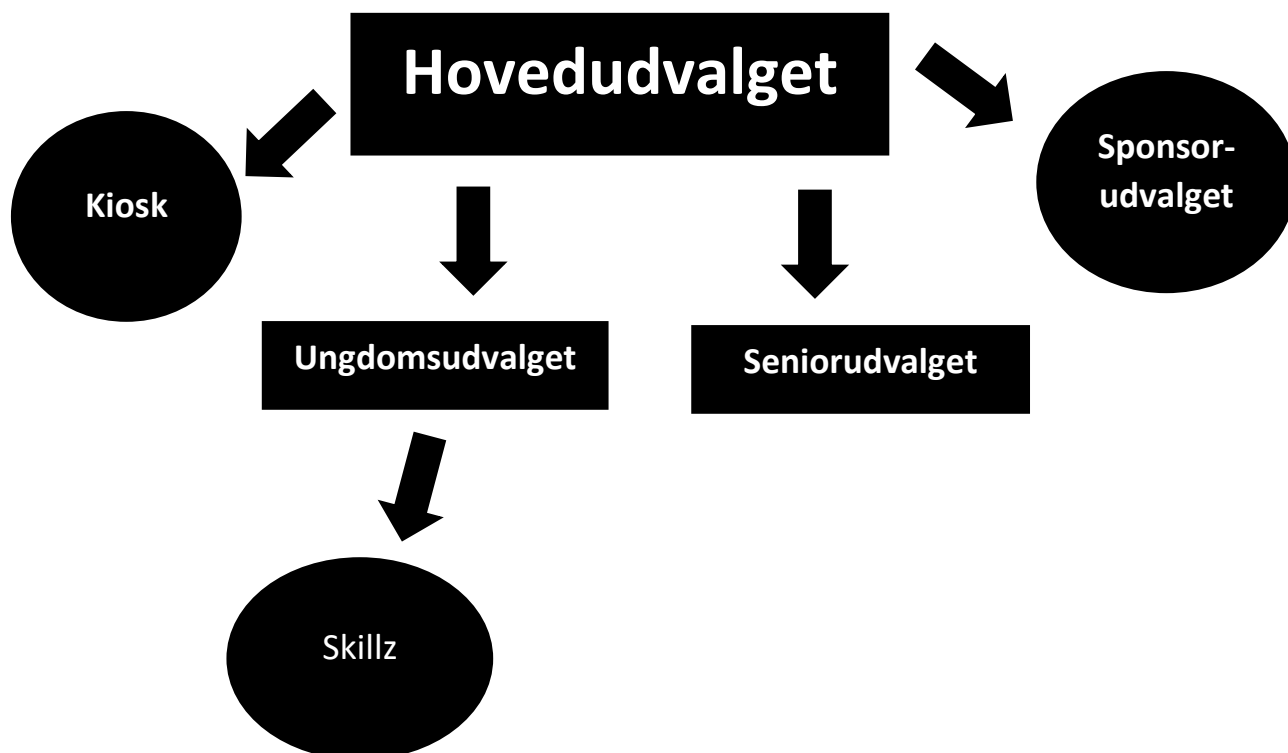 Hovedudvalget
Sponsor-
udvalget
Kiosk
Ungdomsudvalget
Seniorudvalget
Skillz